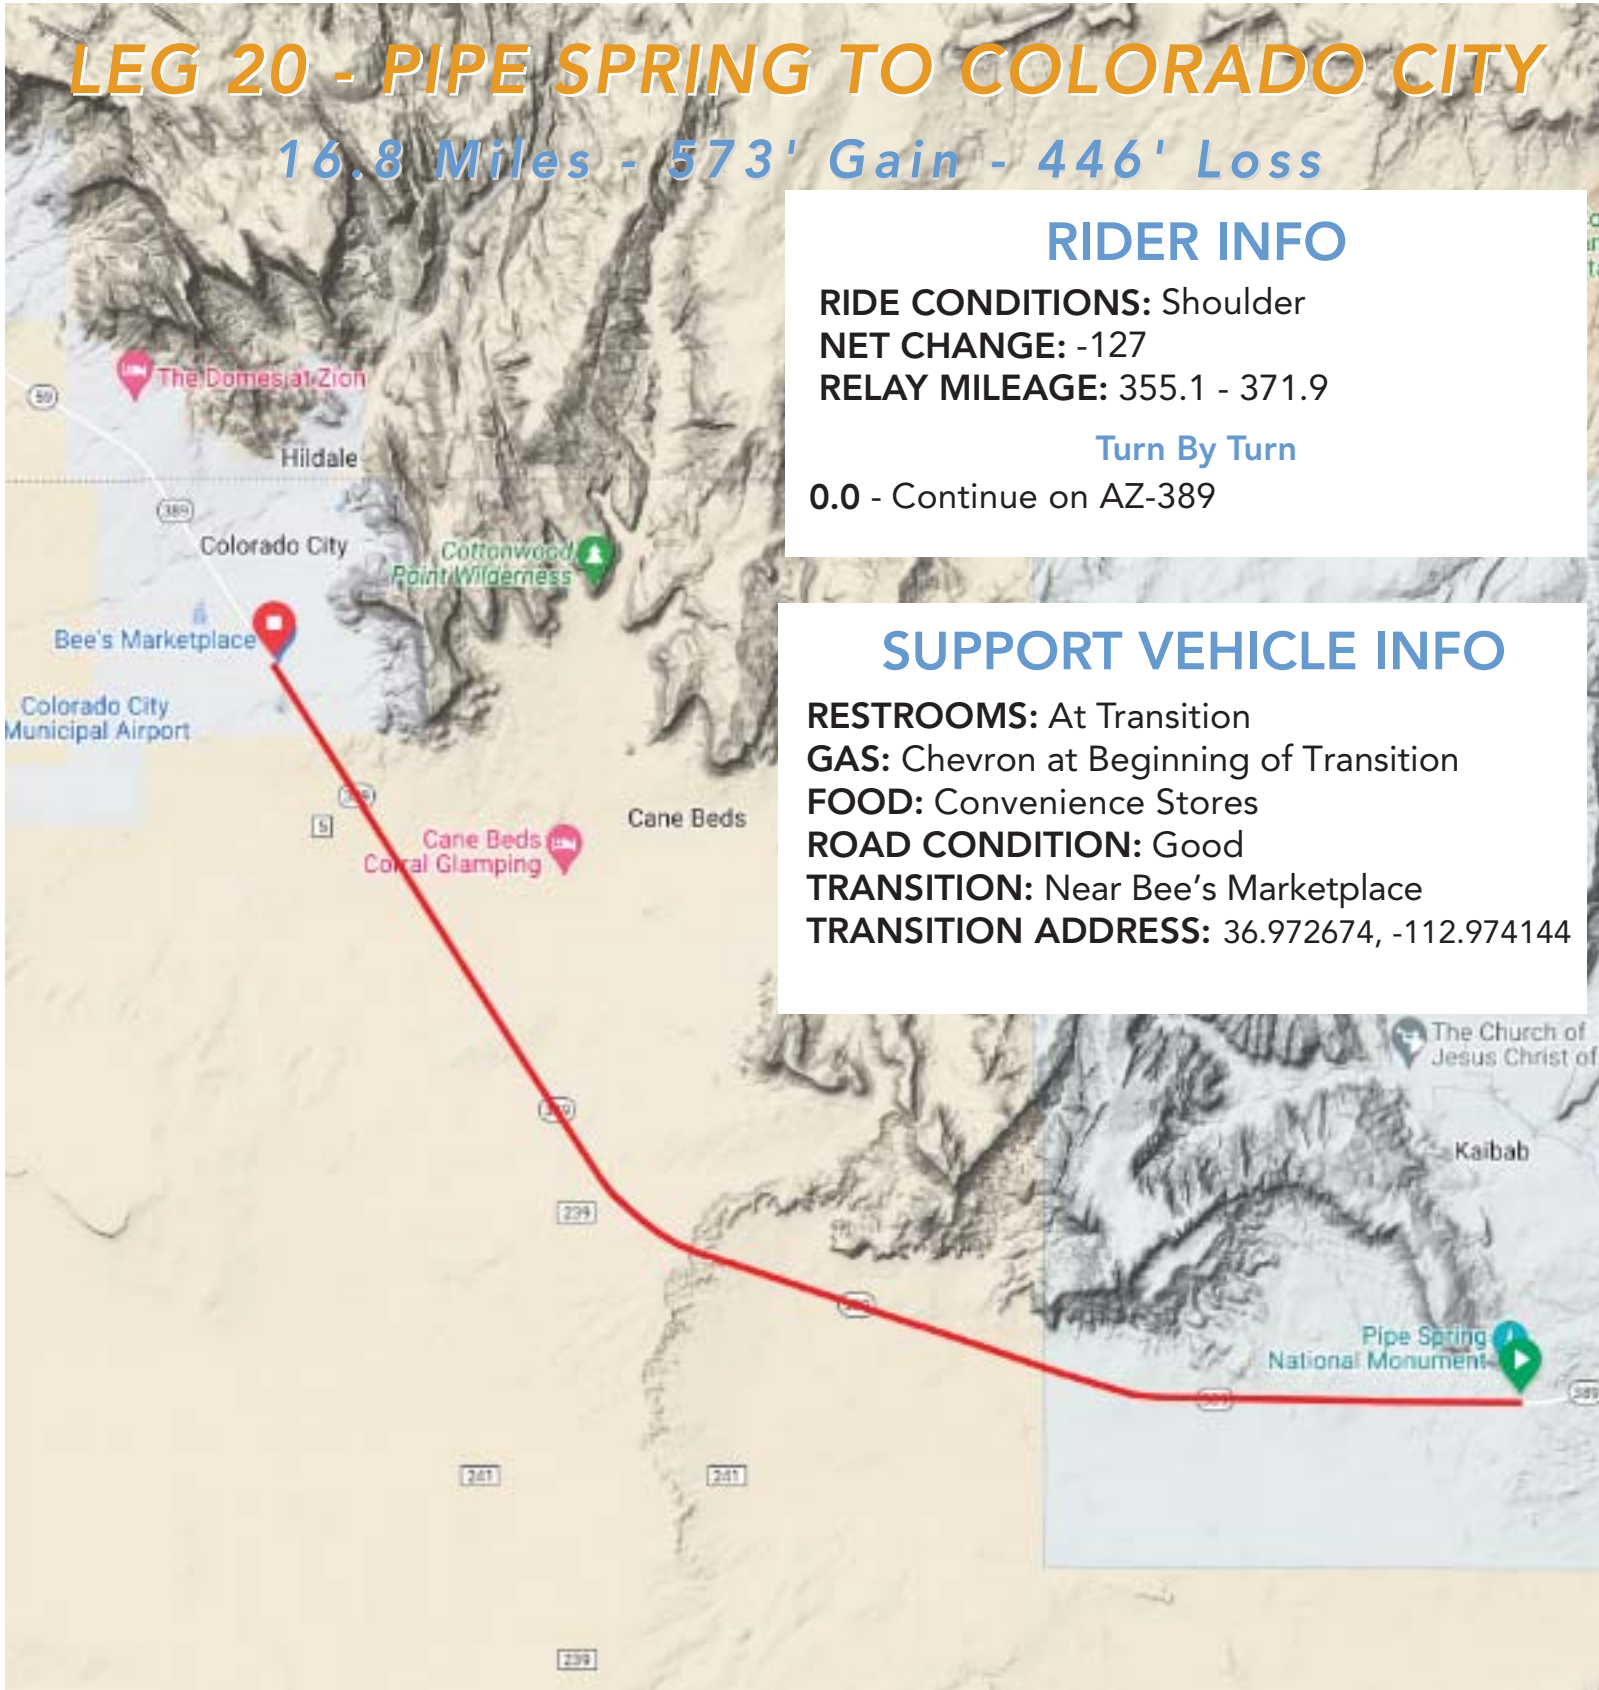 LEG 20 - PIPE SPRING TO COLORADO CITY
16.8 Miles - 573' Gain - 446' Loss
RIDER INFO
RIDE CONDITIONS: Shoulder
NET CHANGE: -127
RELAY MILEAGE: 355.1 - 371.9
Turn By Turn
0.0 - Continue on AZ-389
The Domes at Zion
59
Hildale
389
Colorado City
Cottonwood
Point Wilderness
Bee's Marketplace
Colorado City
Municipal Airport
SUPPORT VEHICLE INFO
RESTROOMS: At Transition
GAS: Chevron at Beginning of Transition
FOOD: Convenience Stores
ROAD CONDITION: Good
TRANSITION: Near Bee’s Marketplace
TRANSITION ADDRESS: 36.972674, -112.974144
5
Cane Beds
Cane Beds
Corral Glamping
The Church of
Jesus Christ of
Kaibab
239
Pipe Spring
National Monument
389
241
241
239